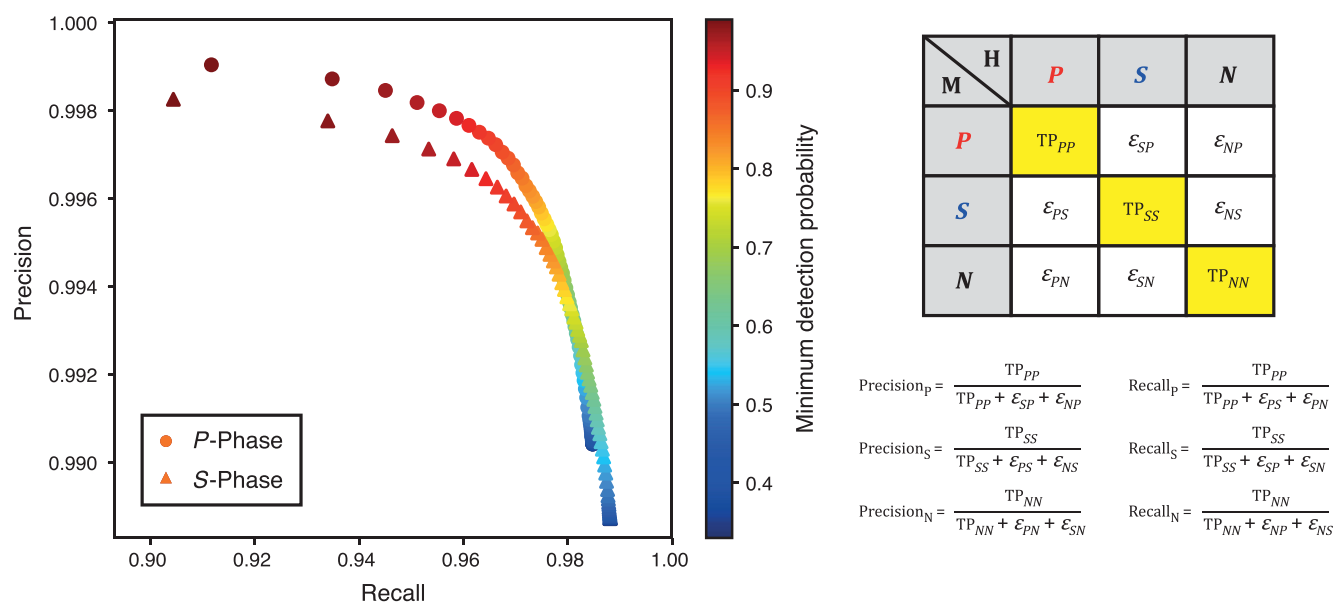 1.000
0.998
0.996
0.994
0.992
0.990
Precision
0.90
0.92
0.94
0.96
0.98
1.00
Recall
P-Phase
S-Phase
0.9
0.8
0.7
0.6
0.5
0.4
Minimum detection probability
H
M
P S N
P TP_PP ε_SP ε_NP
S ε_PS TP_SS ε_NS
N ε_PN ε_SN TP_NN
Precision_P = TP_PP / (TP_PP + ε_SP + ε_NP) Recall_P = TP_PP / (TP_PP + ε_PS + ε_PN)
Precision_S = TP_SS / (TP_SS + ε_PS + ε_NS) Recall_S = TP_SS / (TP_SS + ε_SP + ε_SN)
Precision_N = TP_NN / (TP_NN + ε_PN + ε_SN) Recall_N = TP_NN / (TP_NN + ε_NP + ε_NS)